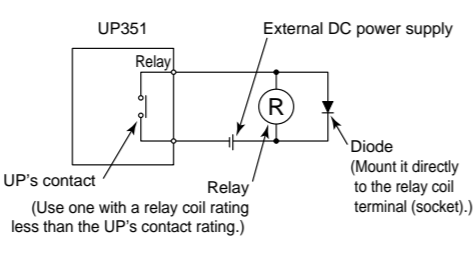 UP351
External DC power supply
Relay
R
UP's contact
Relay
(Use one with a relay coil rating
less than the UP's contact rating.)
Diode
(Mount it directly
to the relay coil
terminal (socket).)